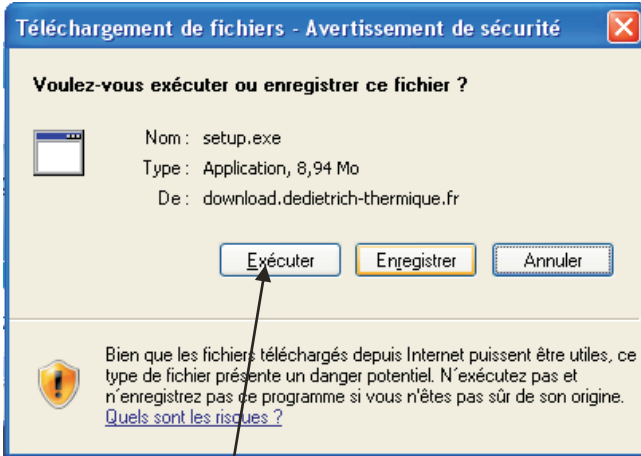 Téléchargement de fichiers - Avertissement de sécurité
Voulez-vous exécuter ou enregistrer ce fichier ?
Nom : setup.exe
Type : Application, 8,94 Mo
De : download.dedietrich-thermique.fr
Exécuter Enregistrer Annuler
Bien que les fichiers téléchargés depuis Internet puissent être utiles, ce
type de fichier présente un danger potentiel. N´exécutez pas et
n´enregistrez pas ce programme si vous n'êtes pas sûr de son origine.
Quels sont les risques ?